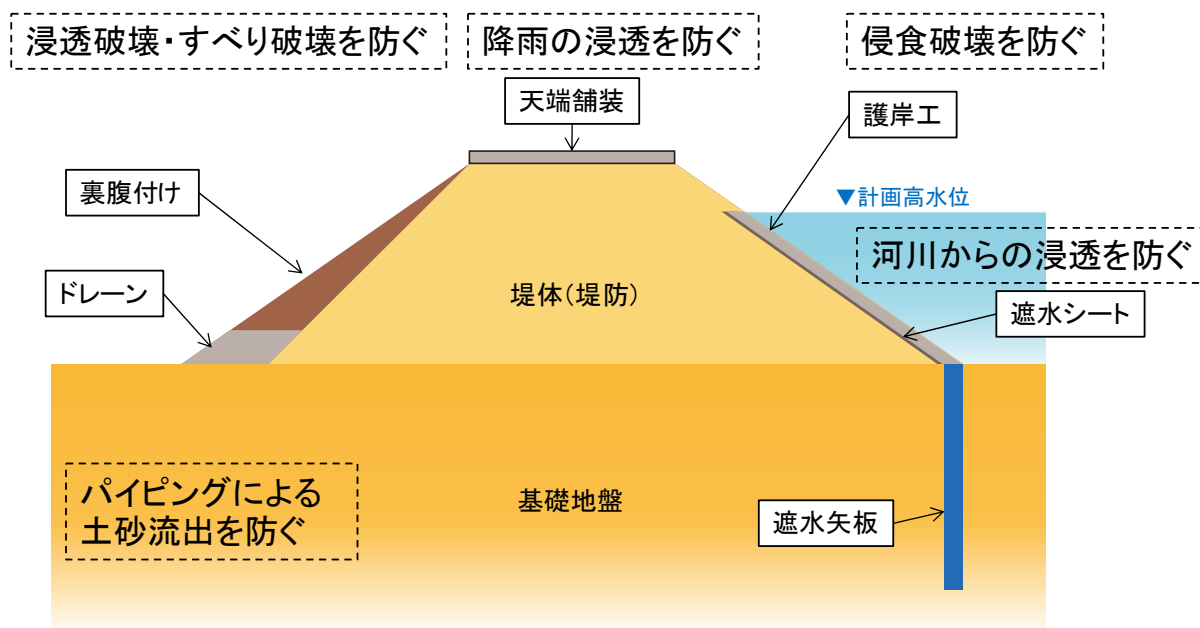 浸透破壊・すべり破壊を防ぐ
降雨の浸透を防ぐ
侵食破壊を防ぐ
天端舗装
護岸工
裏腹付け
▼計画高水位
河川からの浸透を防ぐ
ドレーン
堤体(堤防)
遮水シート
パイピングによる
土砂流出を防ぐ
基礎地盤
遮水矢板